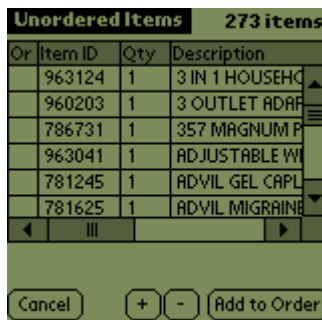 Unordered Items 273 items
Or Item ID Qty Description
963124 1 3 IN 1 HOUSEHC
960203 1 3 OUTLET ADAP
786731 1 357 MAGNUM P
963041 1 ADJUSTABLE WI
781245 1 ADVIL GEL CAPL
781625 1 ADVIL MIGRAINE
Cancel + - Add to Order